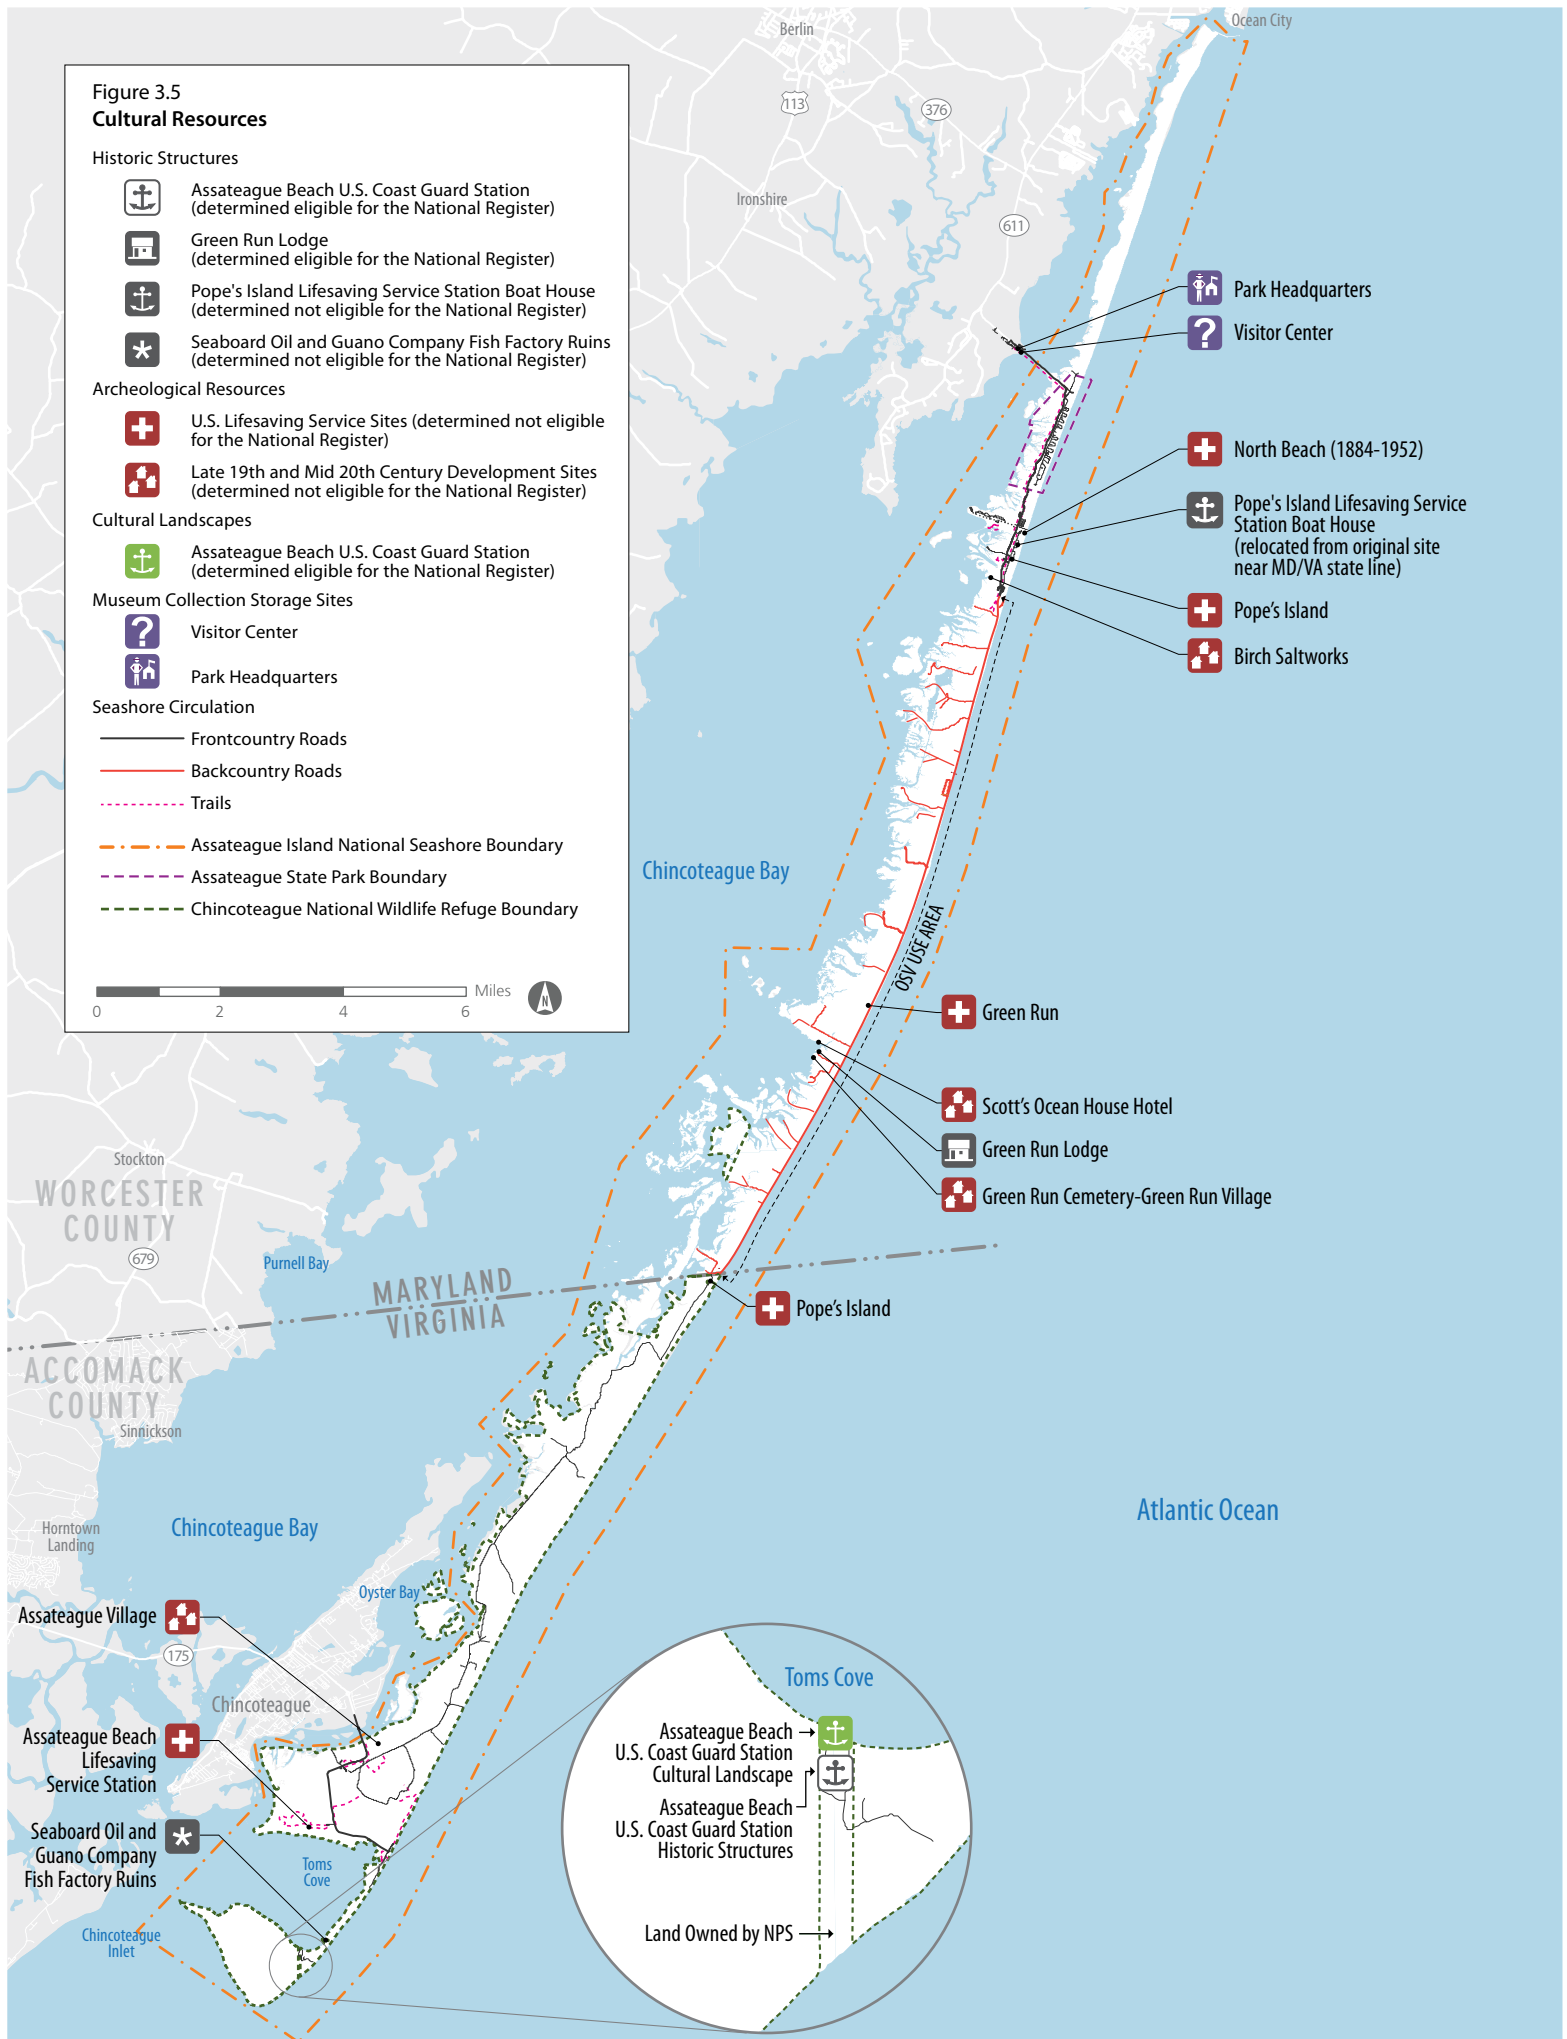 Figure 3.5
Cultural Resources
Historic Structures
Assateague Beach U.S. Coast Guard Station
(determined eligible for the National Register)
Green Run Lodge
(determined eligible for the National Register)
Pope's Island Lifesaving Service Station Boat House
(determined not eligible for the National Register)
Seaboard Oil and Guano Company Fish Factory Ruins
(determined not eligible for the National Register)
Archeological Resources
U.S. Lifesaving Service Sites (determined not eligible
for the National Register)
Late 19th and Mid 20th Century Development Sites
(determined not eligible for the National Register)
Cultural Landscapes
Assateague Beach U.S. Coast Guard Station
(determined eligible for the National Register)
Museum Collection Storage Sites
?
Visitor Center
Park Headquarters
Seashore Circulation
Frontcountry Roads
Backcountry Roads
Trails
Assateague Island National Seashore Boundary
Assateague State Park Boundary
Chincoteague National Wildlife Refuge Boundary
Miles
0 2 4 6
N
Ocean City
Berlin
113
376
Ironshire
611
Park Headquarters
?
Visitor Center
North Beach (1884-1952)
Pope's Island Lifesaving Service
Station Boat House
(relocated from original site
near MD/VA state line)
Pope's Island
Birch Saltworks
Chincoteague Bay
OSV USE AREA
Green Run
Scott's Ocean House Hotel
Green Run Lodge
Green Run Cemetery-Green Run Village
Stockton
WORCESTER
COUNTY
679
Purnell Bay
MARYLAND
VIRGINIA
Pope's Island
ACCOMACK
COUNTY
Sinnickson
Atlantic Ocean
Horntown
Landing
Chincoteague Bay
Oyster Bay
Assateague Village
175
Chincoteague
Assateague Beach
Lifesaving
Service Station
Seaboard Oil and
Guano Company
Fish Factory Ruins
*
Toms
Cove
Chincoteague
Inlet
Toms Cove
Assateague Beach
U.S. Coast Guard Station
Cultural Landscape
Assateague Beach
U.S. Coast Guard Station
Historic Structures
Land Owned by NPS